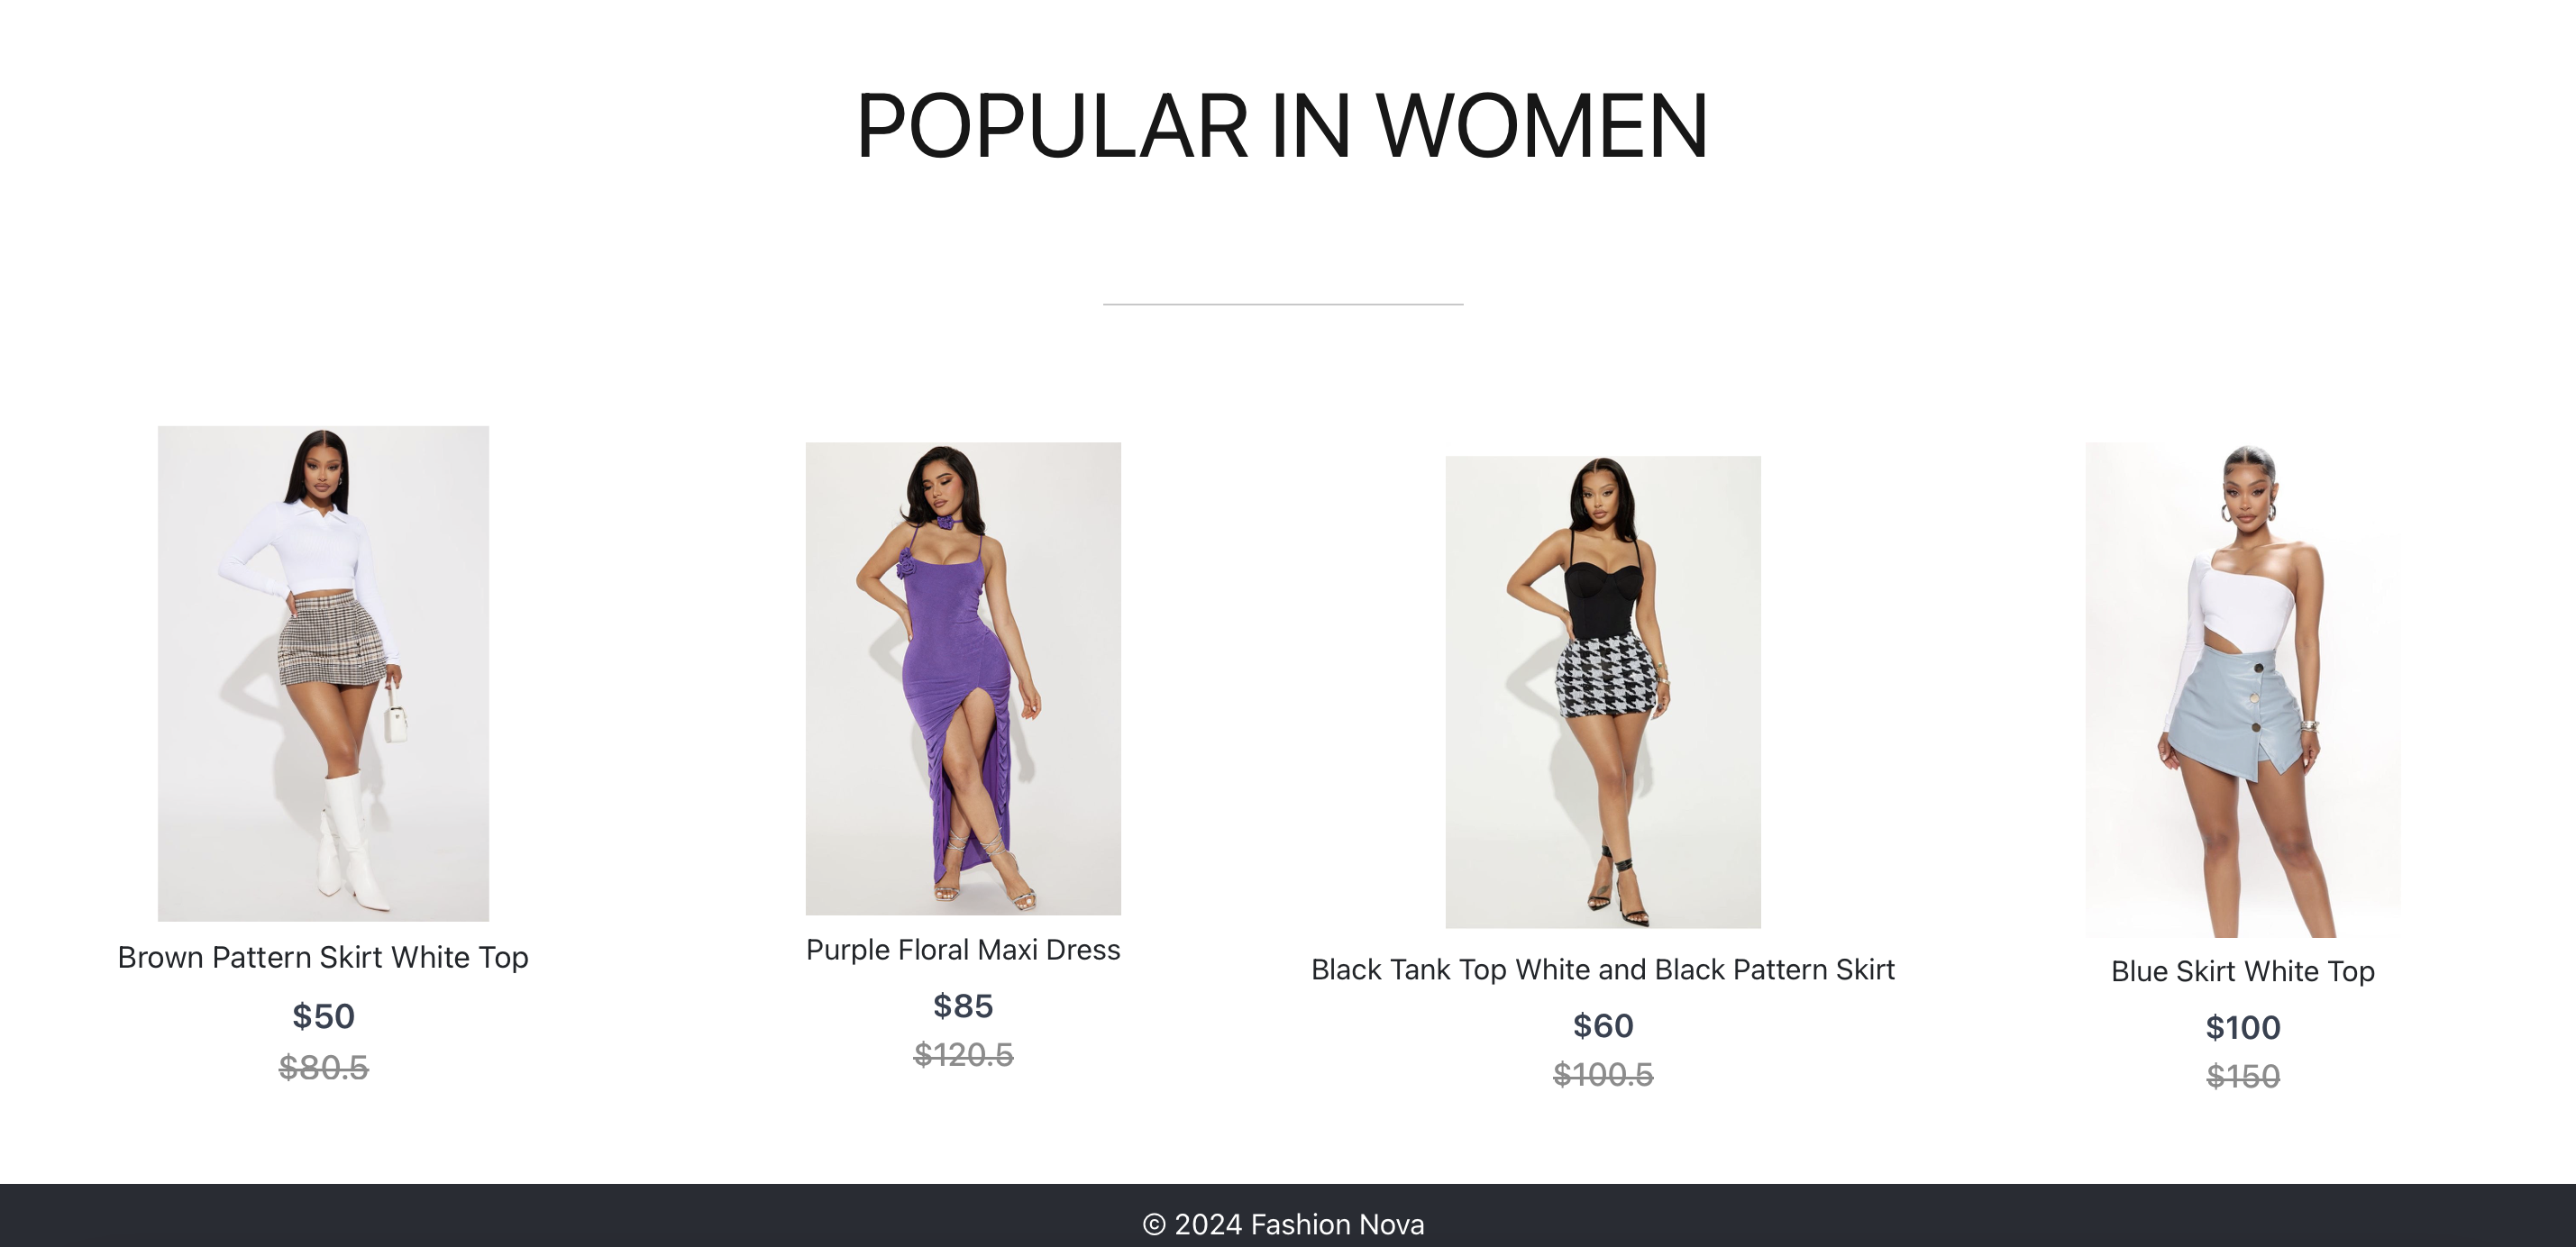 POPULAR IN WOMEN
Brown Pattern Skirt White Top
$50
$80.5
Purple Floral Maxi Dress
$85
$120.5
Black Tank Top White and Black Pattern Skirt
$60
$100.5
Blue Skirt White Top
$100
$150
© 2024 Fashion Nova